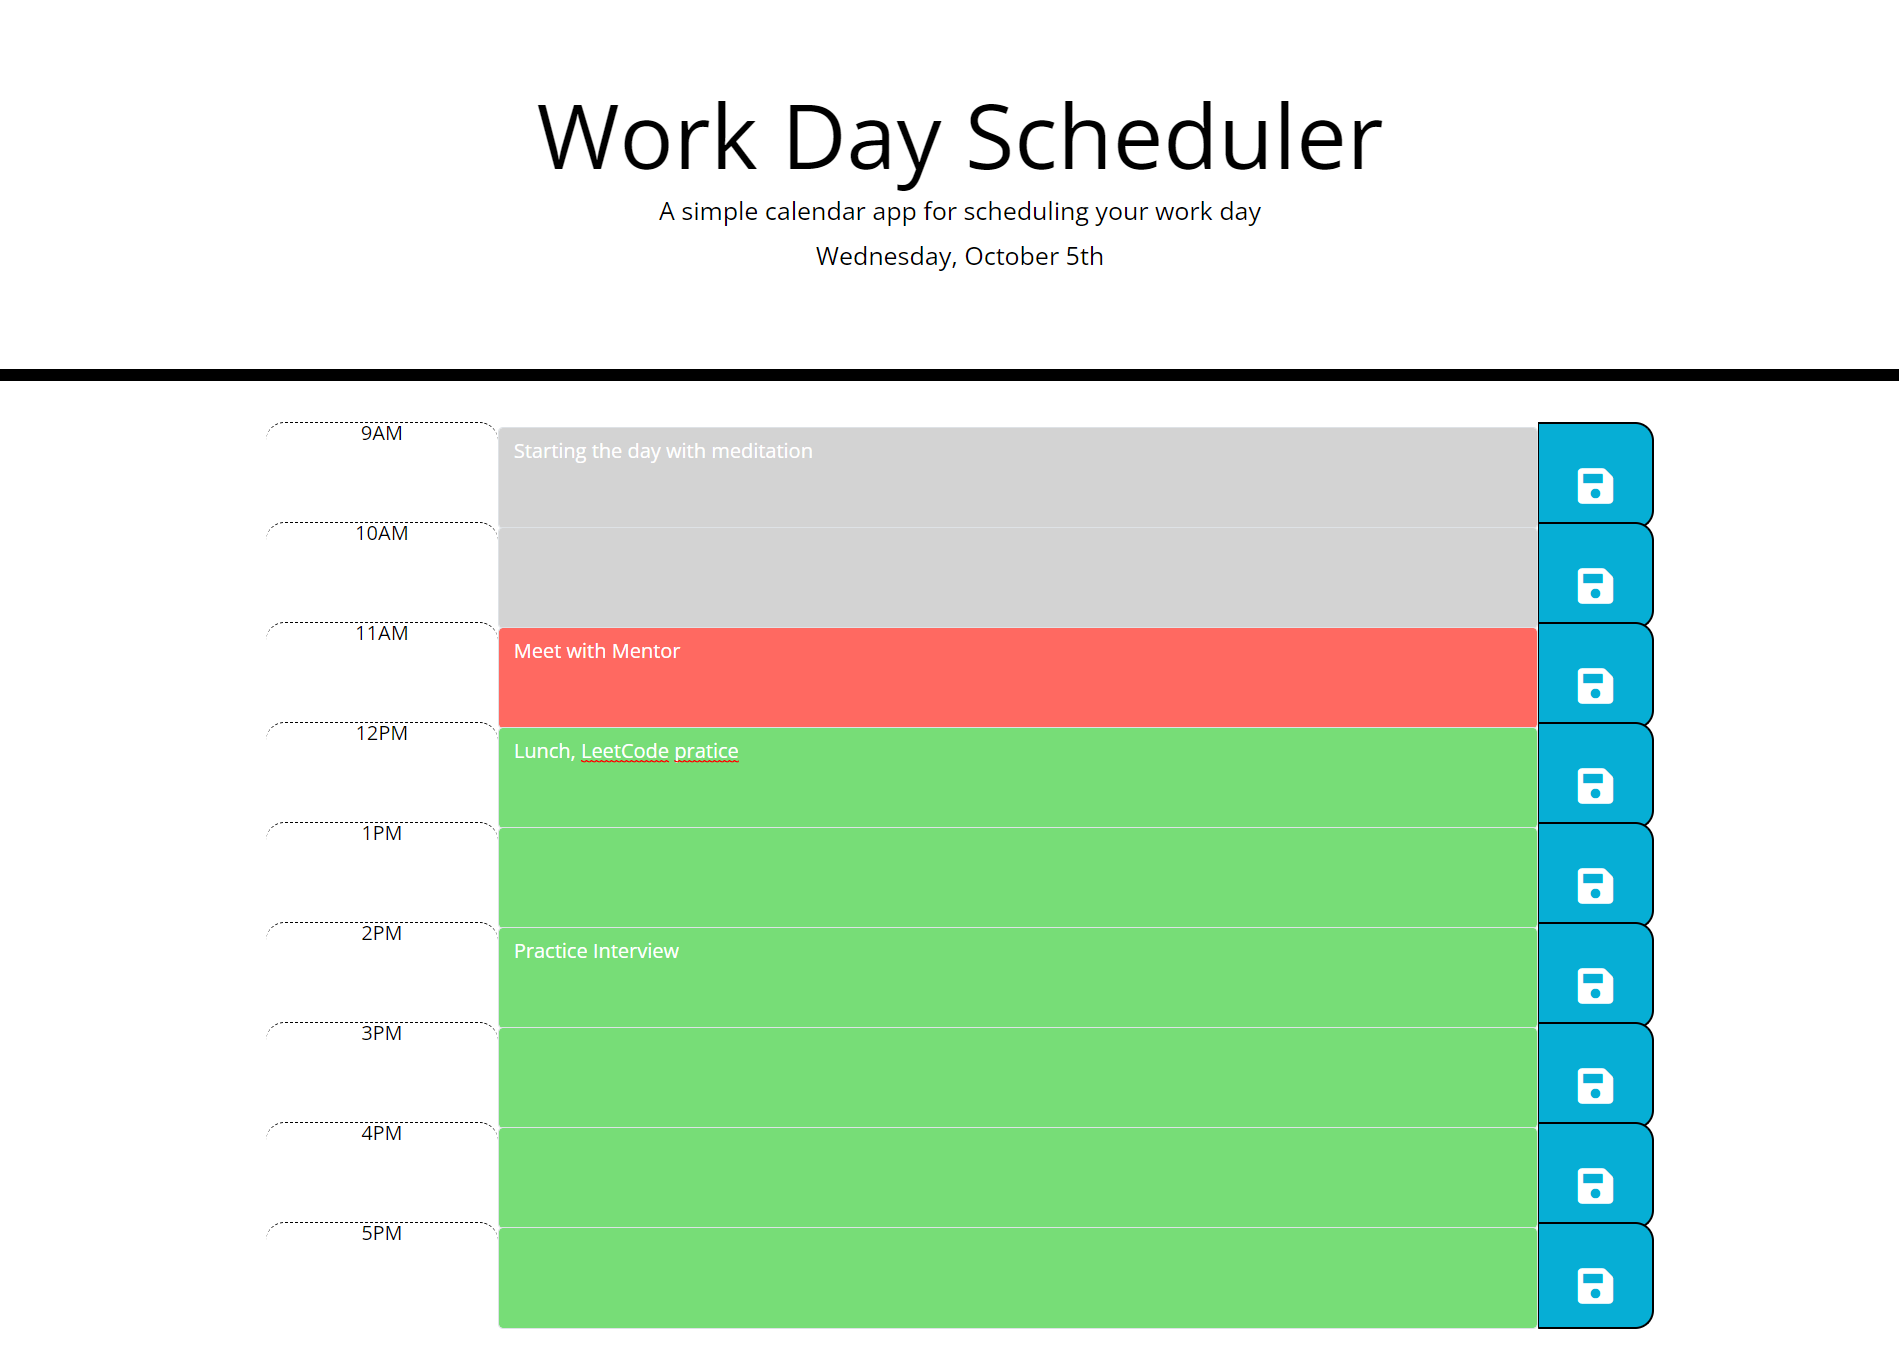 Work Day Scheduler
A simple calendar app for scheduling your work day
Wednesday, October 5th
9AM
Starting the day with meditation
10AM
11AM
Meet with Mentor
12PM
Lunch, LeetCode pratice
1PM
2PM
Practice Interview
3PM
4PM
5PM